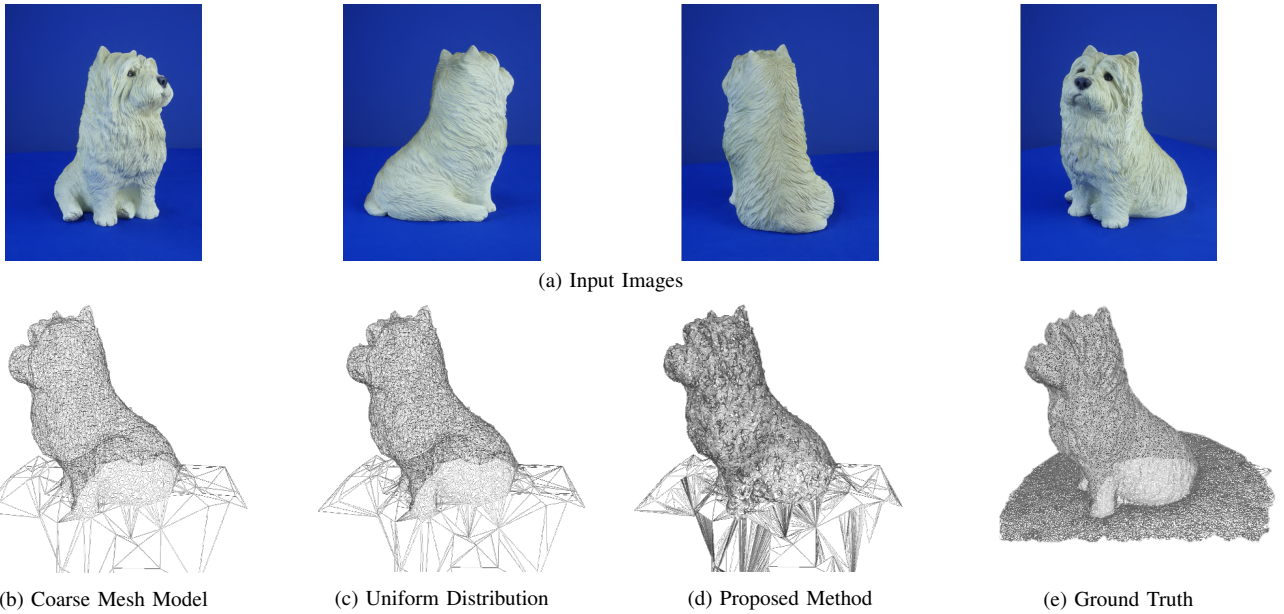 (a) Input Images
(b) Coarse Mesh Model (c) Uniform Distribution (d) Proposed Method (e) Ground Truth